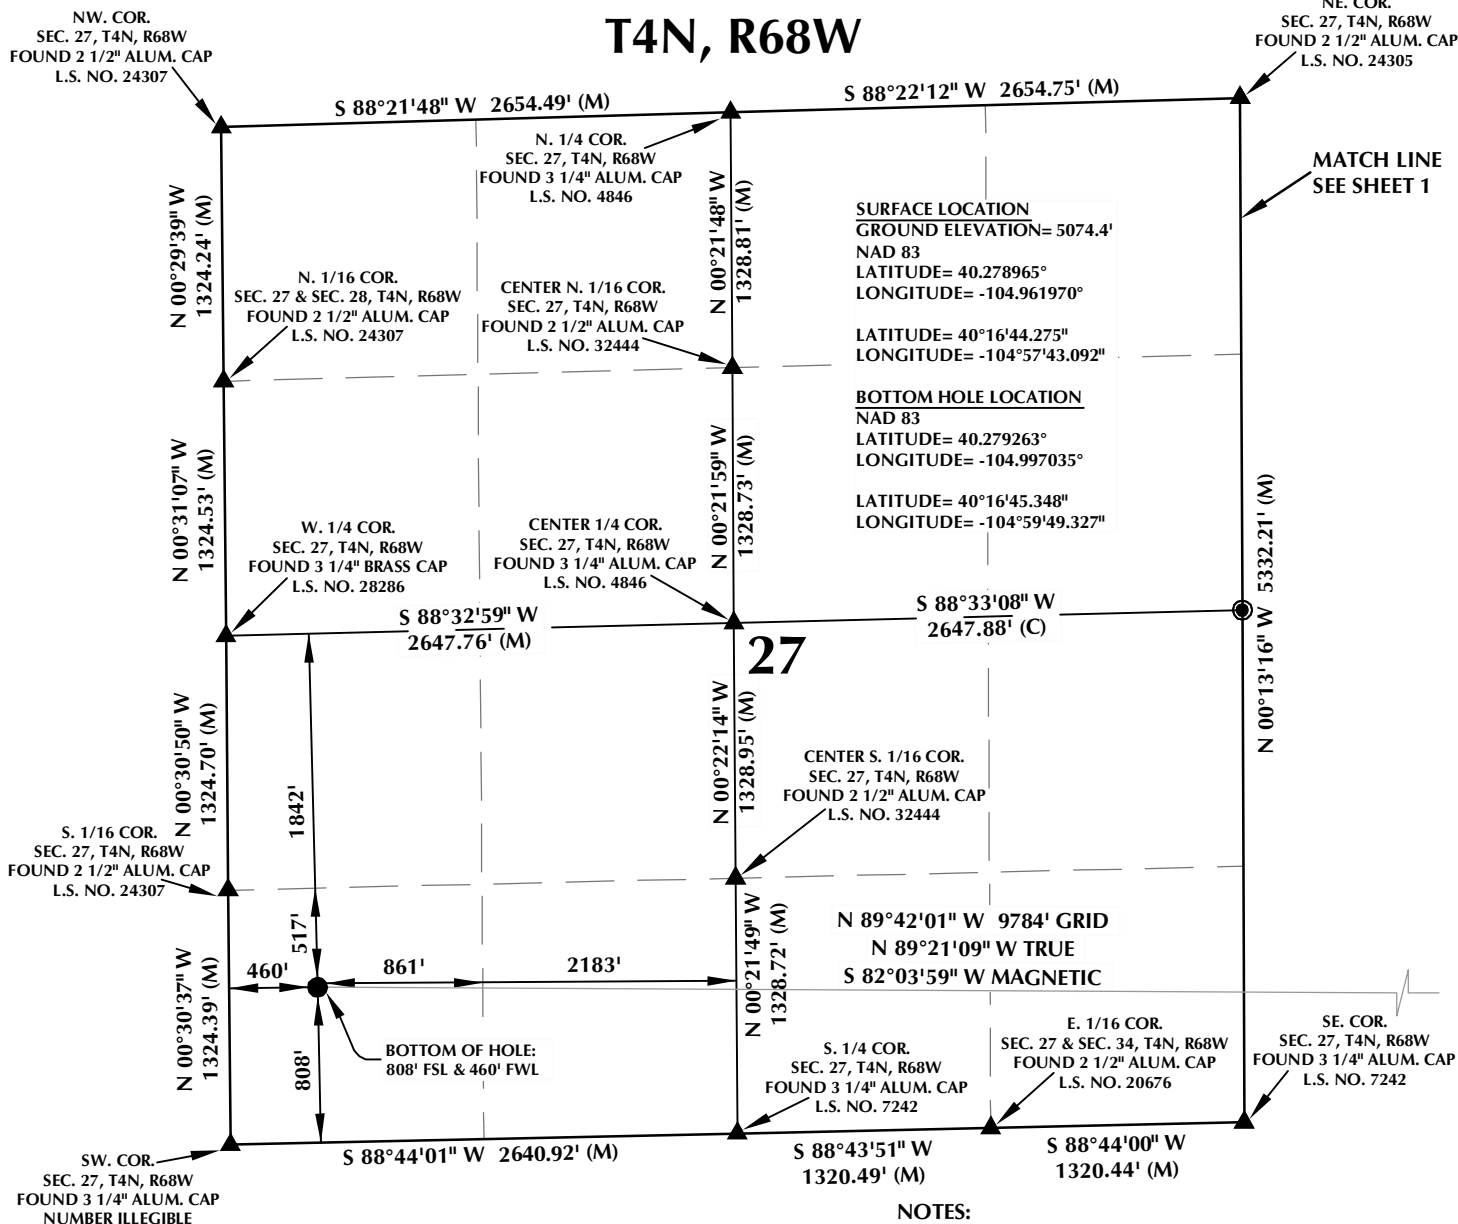 T4N, R68W
NW. COR.
SEC. 27, T4N, R68W
FOUND 2 1/2" ALUM. CAP
L.S. NO. 24307
NE. COR.
SEC. 27, T4N, R68W
FOUND 2 1/2" ALUM. CAP
L.S. NO. 24305
S 88°21'48" W 2654.49' (M)
S 88°22'12" W 2654.75' (M)
N. 1/4 COR.
SEC. 27, T4N, R68W
FOUND 3 1/4" ALUM. CAP
L.S. NO. 4846
MATCH LINE
SEE SHEET 1
N 00°29'39" W
1324.24' (M)
N 00°21'48" W
1328.81' (M)
SURFACE LOCATION
GROUND ELEVATION= 5074.4'
NAD 83
LATITUDE= 40.278965°
LONGITUDE= -104.961970°
LATITUDE= 40°16'44.275"
LONGITUDE= -104°57'43.092"
BOTTOM HOLE LOCATION
NAD 83
LATITUDE= 40.279263°
LONGITUDE= -104.997035°
LATITUDE= 40°16'45.348"
LONGITUDE= -104°59'49.327"
N. 1/16 COR.
SEC. 27 & SEC. 28, T4N, R68W
FOUND 2 1/2" ALUM. CAP
L.S. NO. 24307
CENTER N. 1/16 COR.
SEC. 27, T4N, R68W
FOUND 2 1/2" ALUM. CAP
L.S. NO. 32444
N 00°31'07" W
1324.53' (M)
N 00°21'59" W
1328.73' (M)
W. 1/4 COR.
SEC. 27, T4N, R68W
FOUND 3 1/4" BRASS CAP
L.S. NO. 28286
CENTER 1/4 COR.
SEC. 27, T4N, R68W
FOUND 3 1/4" ALUM. CAP
L.S. NO. 4846
N 00°13'16" W 5332.21' (M)
S 88°32'59" W
2647.76' (M)
S 88°33'08" W
2647.88' (C)
27
N 00°30'50" W
1324.70' (M)
1842'
N 00°22'14" W
1328.95' (M)
CENTER S. 1/16 COR.
SEC. 27, T4N, R68W
FOUND 2 1/2" ALUM. CAP
L.S. NO. 32444
S. 1/16 COR.
SEC. 27, T4N, R68W
FOUND 2 1/2" ALUM. CAP
L.S. NO. 24307
N 89°42'01" W 9784' GRID
N 89°21'09" W TRUE
S 82°03'59" W MAGNETIC
517'
460'
861'
2183'
N 00°30'37" W
1324.39' (M)
N 00°21'49" W
1328.72' (M)
808'
BOTTOM OF HOLE:
808' FSL & 460' FWL
S. 1/4 COR.
SEC. 27, T4N, R68W
FOUND 3 1/4" ALUM. CAP
L.S. NO. 7242
E. 1/16 COR.
SEC. 27 & SEC. 34, T4N, R68W
FOUND 2 1/2" ALUM. CAP
L.S. NO. 20676
SE. COR.
SEC. 27, T4N, R68W
FOUND 3 1/4" ALUM. CAP
L.S. NO. 7242
S 88°44'01" W 2640.92' (M)
S 88°43'51" W
1320.49' (M)
S 88°44'00" W
1320.44' (M)
SW. COR.
SEC. 27, T4N, R68W
FOUND 3 1/4" ALUM. CAP
NUMBER ILLEGIBLE
NOTES: